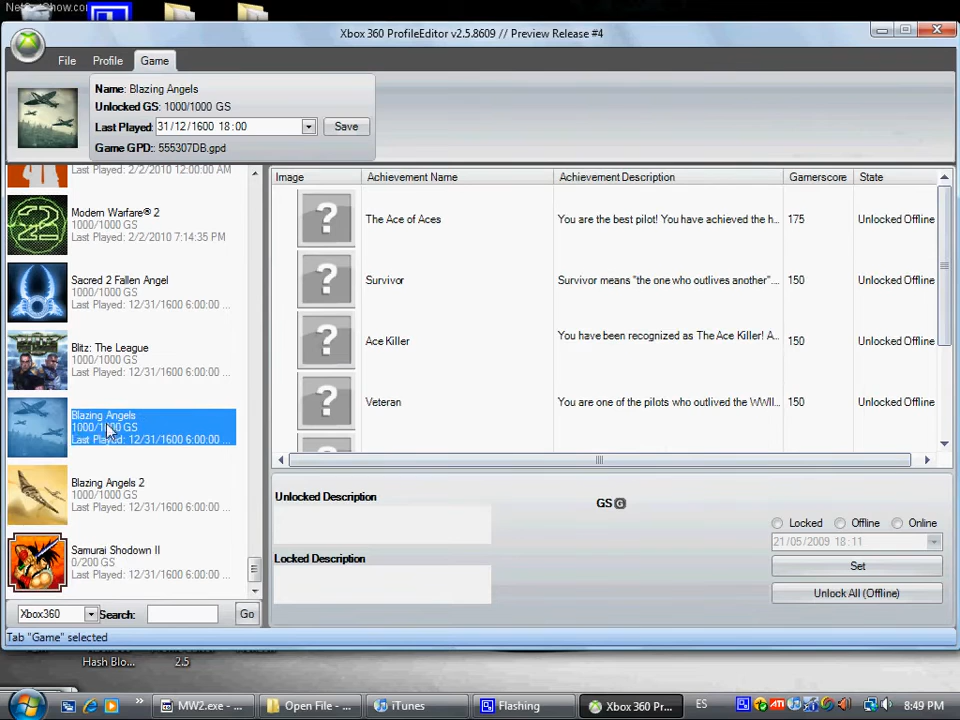 Xbox 360 ProfileEditor v2.5.8609 // Preview Release #4
File
Profile
Game
Name: Blazing Angels
Unlocked GS: 1000/1000 GS
Last Played: 31/12/1600 18:00
Save
Game GPD:: 555307DB.gpd
Last Played: 2/2/2010 12:00:00 AM
Modern Warfare® 2
1000/1000 GS
Last Played: 2/2/2010 7:14:35 PM
Sacred 2 Fallen Angel
1000/1000 GS
Last Played: 12/31/1600 6:00:00 ...
Blitz: The League
1000/1000 GS
Last Played: 12/31/1600 6:00:00 ...
Blazing Angels
1000/1000 GS
Last Played: 12/31/1600 6:00:00 ...
Blazing Angels 2
1000/1000 GS
Last Played: 12/31/1600 6:00:00 ...
Samurai Shodown II
0/200 GS
Last Played: 12/31/1600 6:00:00 ...
Xbox360
Search:
Go
Image Achievement Name Achievement Description Gamerscore State
The Ace of Aces You are the best pilot! You have achieved the h... 175 Unlocked Offline
Survivor Survivor means "the one who outlives another".... 150 Unlocked Offline
Ace Killer You have been recognized as The Ace Killer! A... 150 Unlocked Offline
Veteran You are one of the pilots who outlived the WWII... 150 Unlocked Offline
Unlocked Description
GS G
Locked Offline Online
21/05/2009 18:11
Locked Description
Set
Unlock All (Offline)
Tab "Game" selected
Hash Blo...
2.5
MW2.exe - ...
Open File - ...
iTunes
Flashing
Xbox 360 Pr...
ES
8:49 PM